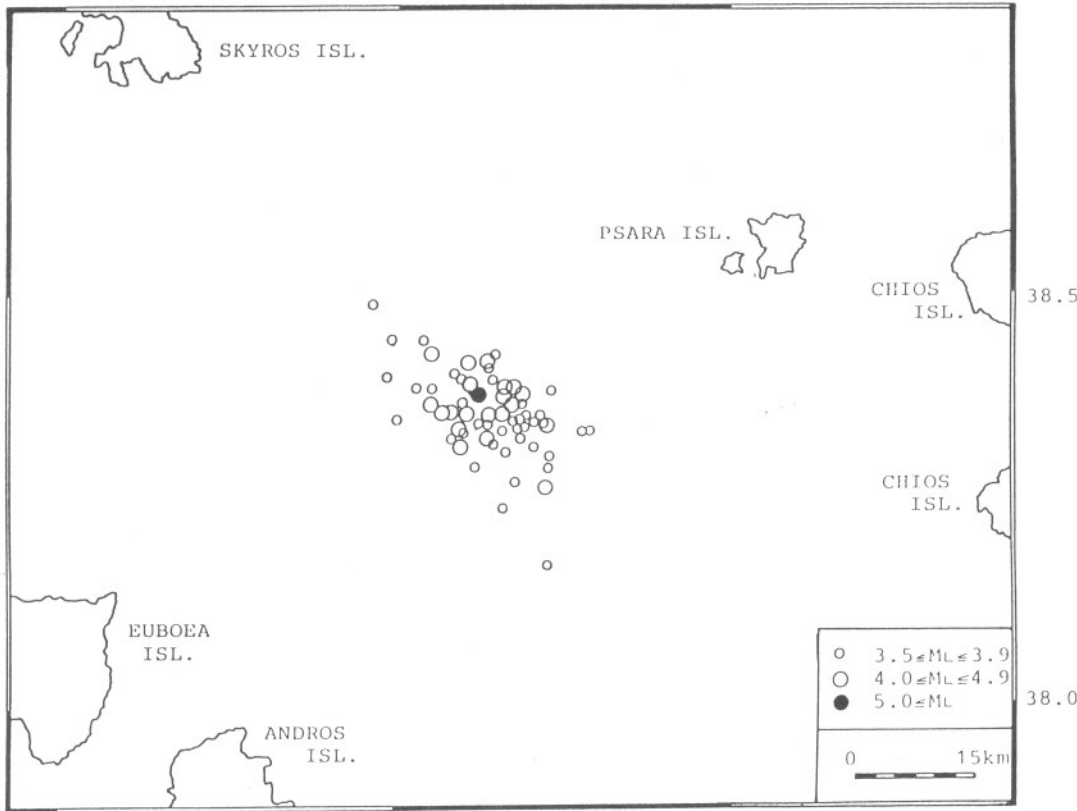 SKYROS ISL.
PSARA ISL.
CHIOS
ISL.
38.5
CHIOS
ISL.
EUBOEA
ISL.
ANDROS
ISL.
3.5≤ML≤3.9
4.0≤ML≤4.9
5.0≤ML
38.0
0 15km